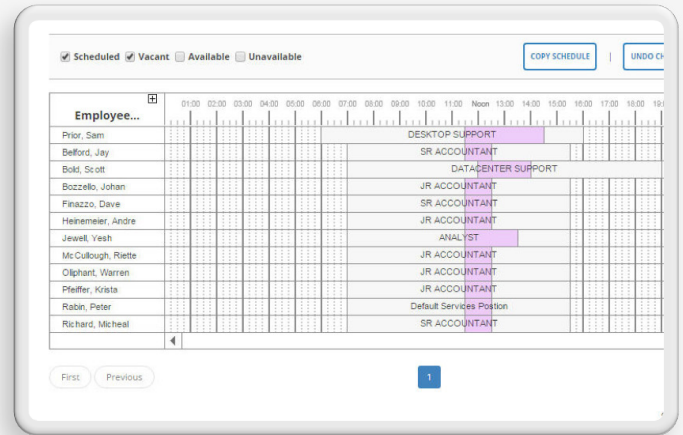 Scheduled Vacant Available Unavailable COPY SCHEDULE | UNDO CH
Employee... 01:00 02:00 03:00 04:00 05:00 06:00 07:00 08:00 09:00 10:00 11:00 Noon 13:00 14:00 15:00 16:00 17:00 18:00 19:
Prior, Sam DESKTOP SUPPORT
Belford, Jay SR ACCOUNTANT
Bold, Scott DATACENTER SUPPORT
Bozzello, Johan JR ACCOUNTANT
Finazzo, Dave SR ACCOUNTANT
Heinemeier, Andre JR ACCOUNTANT
Jewell, Yesh ANALYST
McCullough, Riette JR ACCOUNTANT
Oliphant, Warren JR ACCOUNTANT
Pfeiffer, Krista JR ACCOUNTANT
Rabin, Peter Default Services Postion
Richard, Micheal SR ACCOUNTANT
First Previous 1